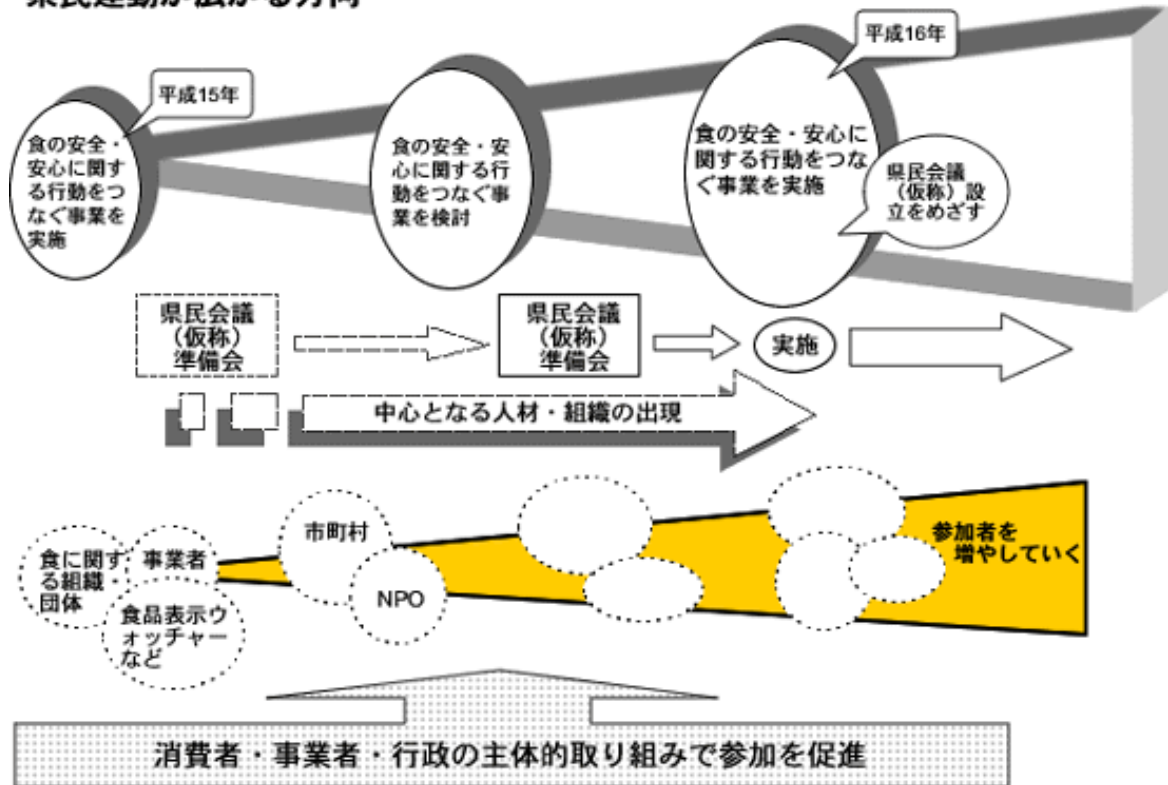 県民運動が広がる方向
平成15年
食の安全・
安心に関す
る行動をつ
なぐ事業を
実施
食の安全・安
心に関する行
動をつなぐ事
業を検討
平成16年
食の安全・安心に
関する行動をつな
ぐ事業を実施
県民会議
（仮称）設
立をめざす
県民会議
（仮称）
準備会
県民会議
（仮称）
準備会
実施
中心となる人材・組織の出現
食に関す
る組織・
団体
事業者
食品表示ウ
ォッチャー
など
市町村
NPO
参加者を
増やしていく
消費者・事業者・行政の主体的取り組みで参加を促進